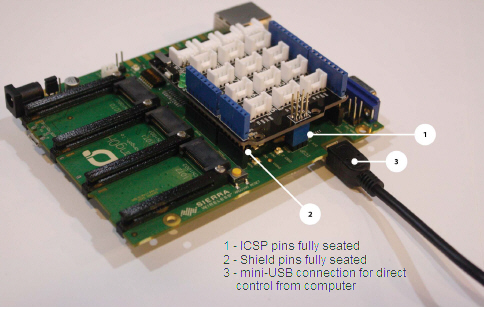 1
3
2
SIERRA
WIRELESS
1 - ICSP pins fully seated
2 - Shield pins fully seated
3 - mini-USB connection for direct
control from computer